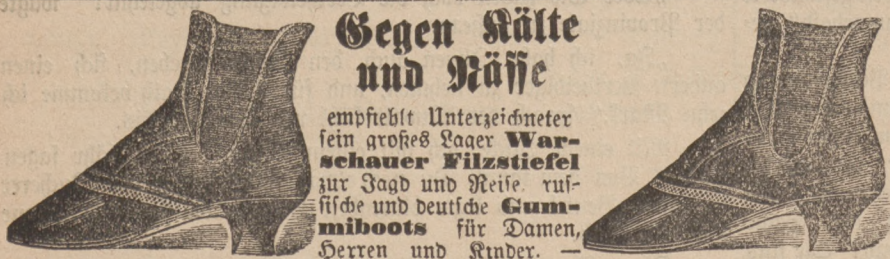 Gegen Kälte
und Nässe
empfiehlt Unterzeichneter
sein großes Lager War-
schauer Filzstiefel
zur Jagd und Reise, rus-
sische und deutsche Gum-
miboots für Damen,
Herren und Kinder. —